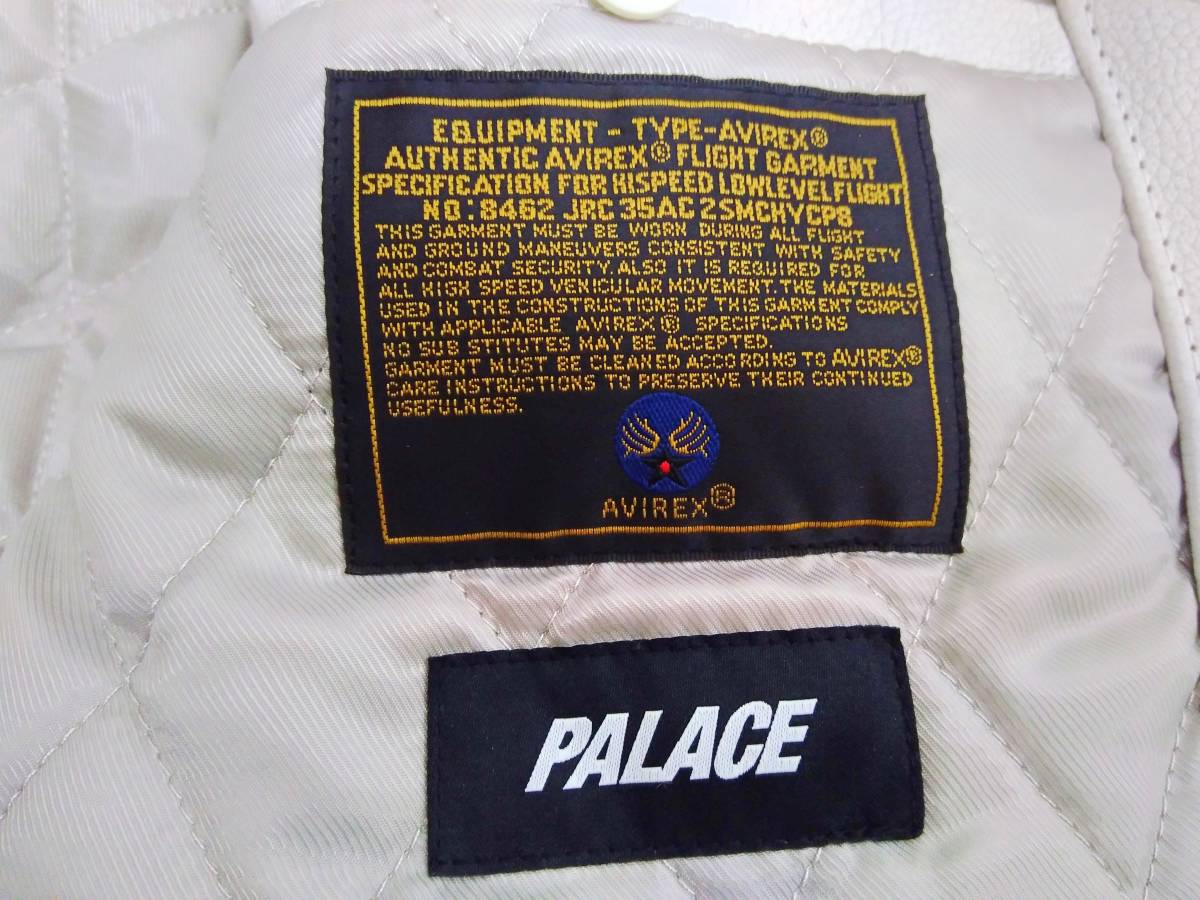 EQUIPMENT - TYPE-AVIREX®
AUTHENTIC AVIREX® FLIGHT GARMENT
SPECIFICATION FOR HISPEED LOWLEVELFLIGHT
NO:8462 JRC 35AC 2SMCHYCPS
THIS GARMENT MUST BE WORN DURING ALL FLIGHT
AND GROUND MANEUVERS CONSISTENT WITH SAFETY
AND COMBAT SECURITY. ALSO IT IS REQUIRED FOR
ALL HIGH SPEED VENICULAR MOVEMENT. THE MATERIALS
USED IN THE CONSTRUCTIONS OF THIS GARMENT COMPLY
WITH APPLICABLE AVIREX® SPECIFICATIONS
NO SUB STITUTES MAY BE ACCEPTED.
GARMENT MUST BE CLEANED ACCORDING TO AVIREX®
CARE INSTRUCTIONS TO PRESERVE THEIR CONTINUED
USEFULNESS.
AVIREX®
PALACE